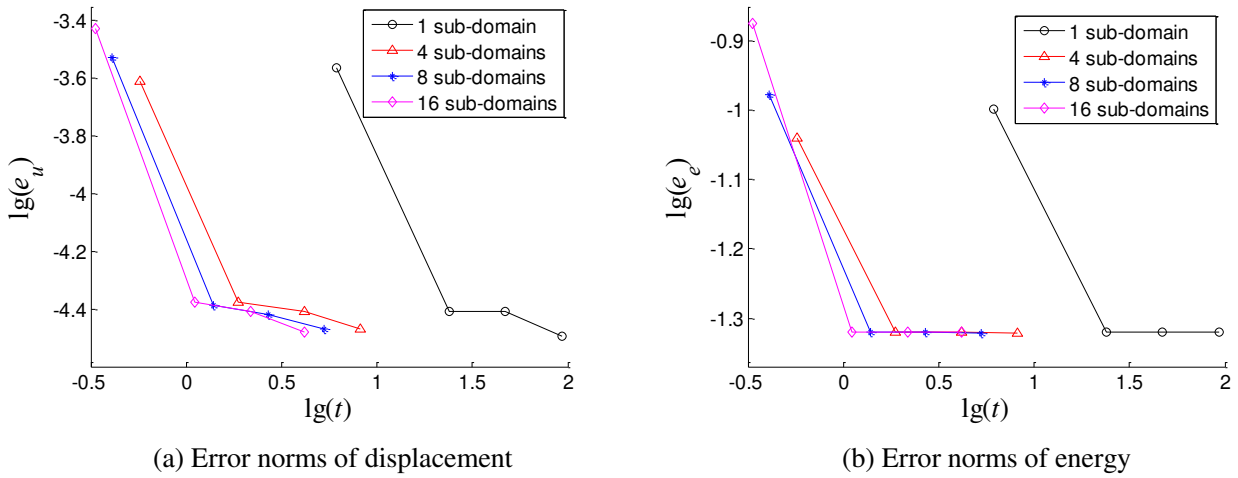 -3.4
-3.6
-3.8
-4
-4.2
-4.4
lg(e_u)
-0.5
0
0.5
1
1.5
2
lg(t)
1 sub-domain
4 sub-domains
8 sub-domains
16 sub-domains
(a) Error norms of displacement
-0.9
-1
-1.1
-1.2
-1.3
lg(e_e)
-0.5
0
0.5
1
1.5
2
lg(t)
1 sub-domain
4 sub-domains
8 sub-domains
16 sub-domains
(b) Error norms of energy